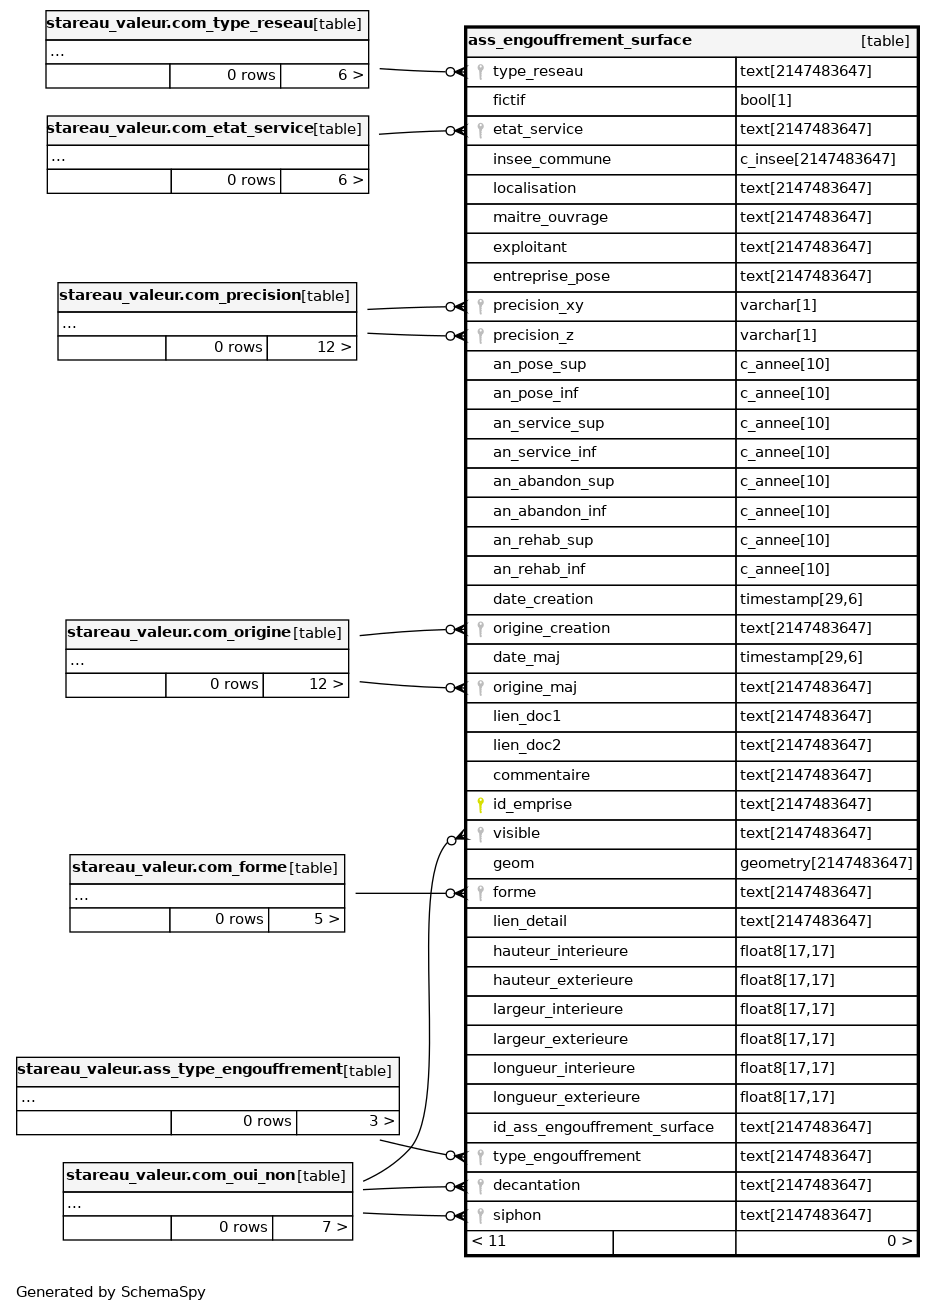 stareau_valeur.com_type_reseau[table]
...
0 rows 6 >
stareau_valeur.com_etat_service[table]
...
0 rows 6 >
stareau_valeur.com_precision[table]
...
0 rows 12 >
stareau_valeur.com_origine [table]
...
0 rows 12 >
stareau_valeur.com_forme [table]
...
0 rows 5 >
stareau_valeur.ass_type_engouffrement[table]
...
0 rows 3 >
stareau_valeur.com_oui_non [table]
...
0 rows 7 >
ass_engouffrement_surface [table]
type_reseau text[2147483647]
fictif bool[1]
etat_service text[2147483647]
insee_commune c_insee[2147483647]
localisation text[2147483647]
maitre_ouvrage text[2147483647]
exploitant text[2147483647]
entreprise_pose text[2147483647]
precision_xy varchar[1]
precision_z varchar[1]
an_pose_sup c_annee[10]
an_pose_inf c_annee[10]
an_service_sup c_annee[10]
an_service_inf c_annee[10]
an_abandon_sup c_annee[10]
an_abandon_inf c_annee[10]
an_rehab_sup c_annee[10]
an_rehab_inf c_annee[10]
date_creation timestamp[29,6]
origine_creation text[2147483647]
date_maj timestamp[29,6]
origine_maj text[2147483647]
lien_doc1 text[2147483647]
lien_doc2 text[2147483647]
commentaire text[2147483647]
id_emprise text[2147483647]
visible text[2147483647]
geom geometry[2147483647]
forme text[2147483647]
lien_detail text[2147483647]
hauteur_interieure float8[17,17]
hauteur_exterieure float8[17,17]
largeur_interieure float8[17,17]
largeur_exterieure float8[17,17]
longueur_interieure float8[17,17]
longueur_exterieure float8[17,17]
id_ass_engouffrement_surface text[2147483647]
type_engouffrement text[2147483647]
decantation text[2147483647]
siphon text[2147483647]
< 11 0 >
Generated by SchemaSpy